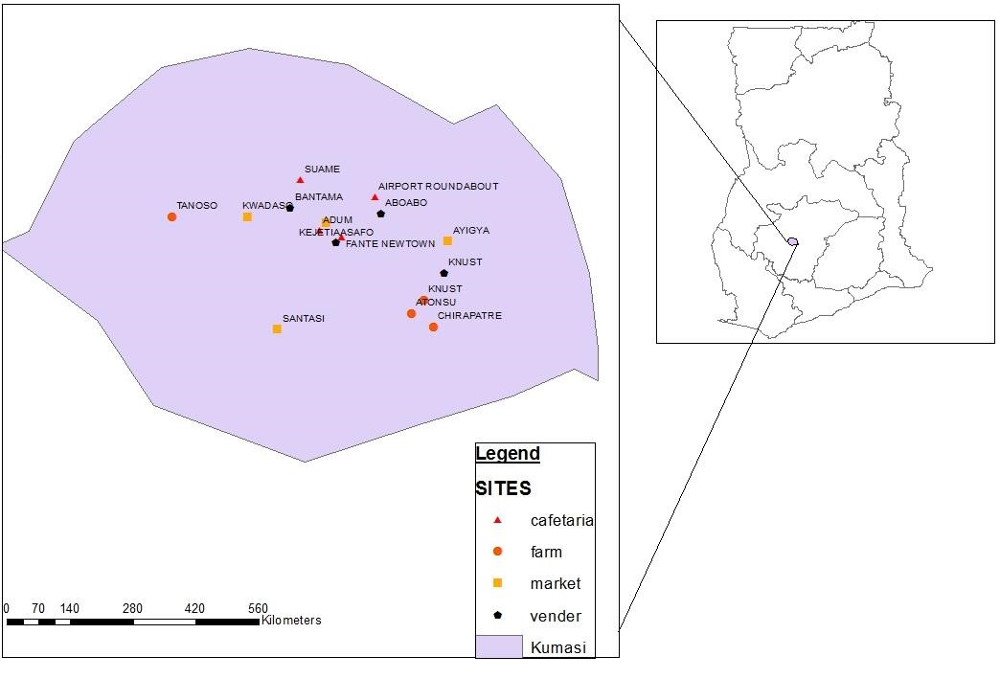 SUAME
AIRPORT ROUNDABOUT
BANTAMA
ABOABO
TANOSO
KWADASO
ADUM
AYIGYA
KEJETIA ASAFO
FANTE NEWTOWN
KNUST
KNUST
ATONSU
CHIRAPATRE
SANTASI
Legend
SITES
cafetaria
farm
market
vender
Kumasi
0 70 140 280 420 560
Kilometers